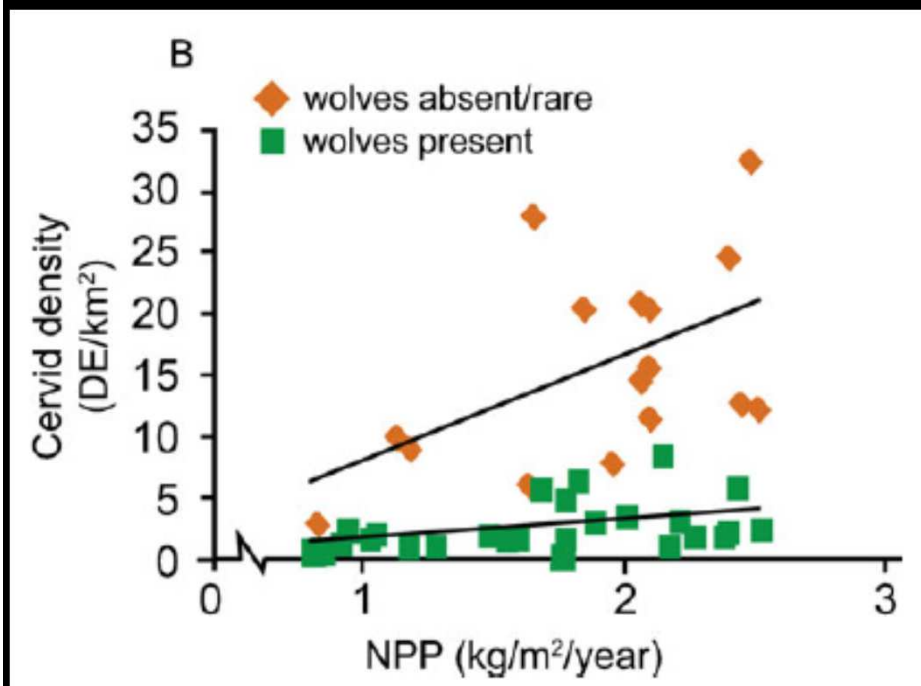 B
wolves absent/rare
wolves present
35
30
25
20
15
10
5
0
Cervid density
(DE/km²)
0 1 2 3
NPP (kg/m²/year)